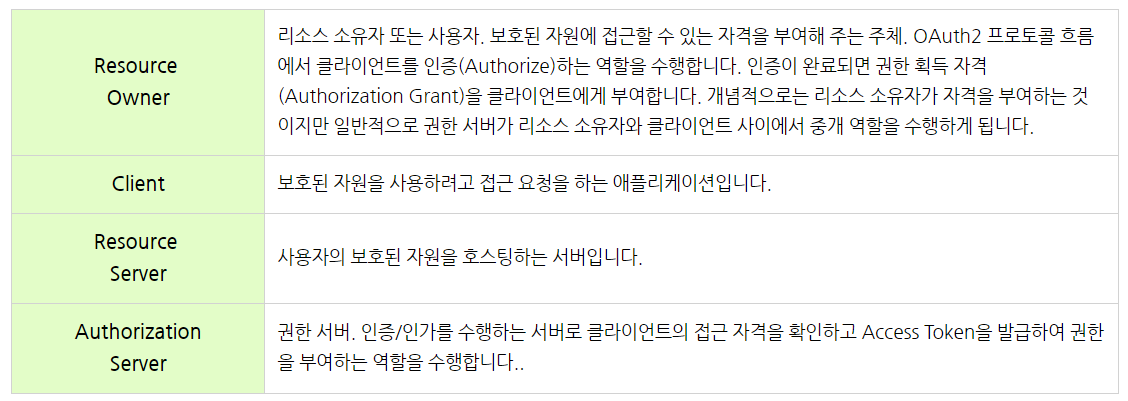 Resource
Owner
리소스 소유자 또는 사용자. 보호된 자원에 접근할 수 있는 자격을 부여해 주는 주체. OAuth2 프로토콜 흐름
에서 클라이언트를 인증(Authorize)하는 역할을 수행합니다. 인증이 완료되면 권한 획득 자격
(Authorization Grant)을 클라이언트에게 부여합니다. 개념적으로는 리소스 소유자가 자격을 부여하는 것
이지만 일반적으로 권한 서버가 리소스 소유자와 클라이언트 사이에서 중개 역할을 수행하게 됩니다.
Client
보호된 자원을 사용하려고 접근 요청을 하는 애플리케이션입니다.
Resource
Server
사용자의 보호된 자원을 호스팅하는 서버입니다.
Authorization
Server
권한 서버. 인증/인가를 수행하는 서버로 클라이언트의 접근 자격을 확인하고 Access Token을 발급하여 권한
을 부여하는 역할을 수행합니다..